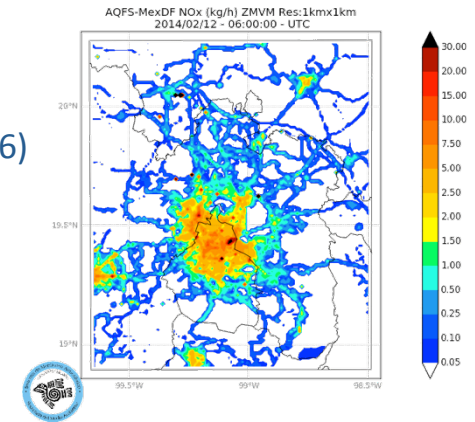 AQFS-MexDF NOx (kg/h) ZMVM Res:1kmx1km
2014/02/12 - 06:00:00 - UTC
6)
20°N
19.5°N
19°N
99.5°W
99°W
98.5°W
30.00
20.00
15.00
10.00
7.50
5.00
2.50
2.00
1.50
1.00
0.50
0.25
0.10
0.05